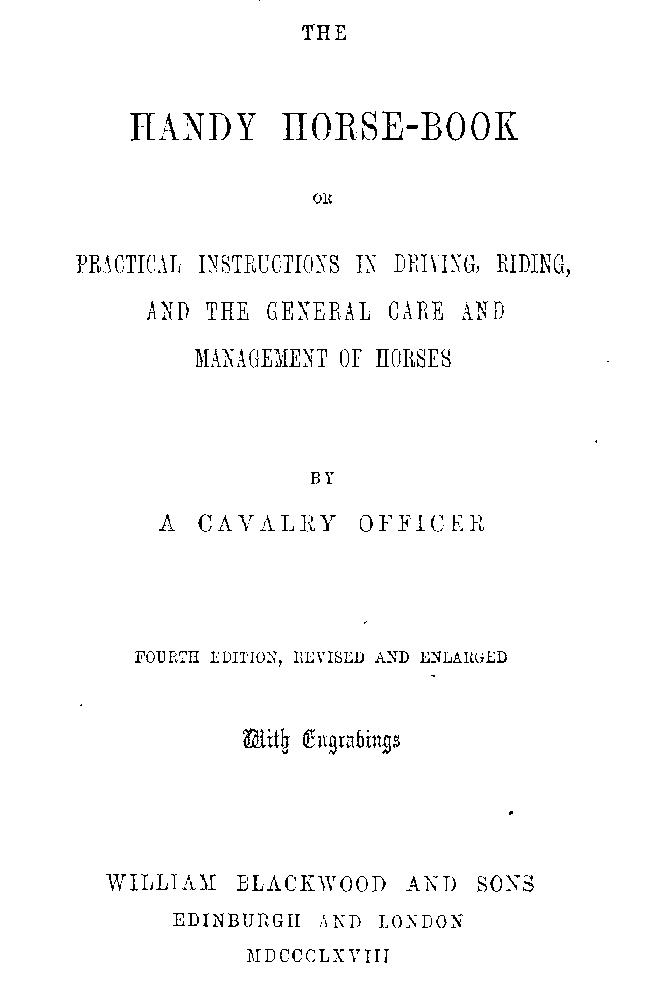 THE
HANDY HORSE-BOOK
OR
PRACTICAL INSTRUCTIONS IN DRIVING, RIDING,
AND THE GENERAL CARE AND
MANAGEMENT OF HORSES
BY
A CAVALRY OFFICER
FOURTH EDITION, REVISED AND ENLARGED
With Engravings
WILLIAM BLACKWOOD AND SONS
EDINBURGH AND LONDON
MDCCCLXVIII